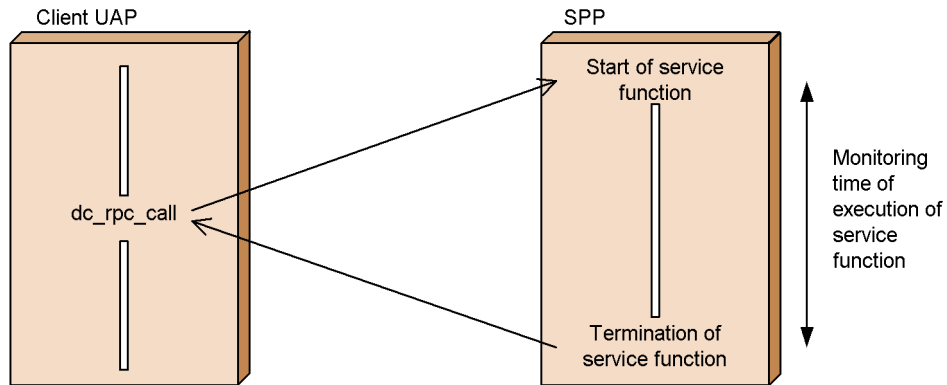 Client UAP
SPP
Start of service
function
dc_rpc_call
Monitoring
time of
execution of
service
function
Termination of
service function